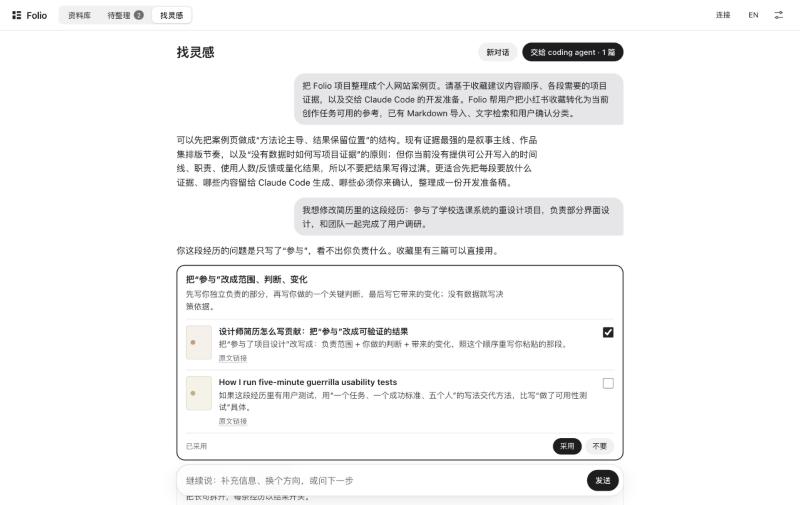 Folio
资料库
待整理 2
找灵感
连接
EN
找灵感
新对话
交给 coding agent · 1 篇
把 Folio 项目整理成个人网站案例页。请基于收藏建议内容顺序、各段需要的项目
证据，以及交给 Claude Code 的开发准备。Folio 帮用户把小红书收藏转化为当前
创作任务可用的参考，已有 Markdown 导入、文字检索和用户确认分类。
可以先把案例页做成“方法论主导、结果保留位置”的结构。现有证据最强的是叙事主线、作品
集排版节奏，以及“没有数据时如何写项目证据”的原则；但你当前没有提供可公开写入的时间
线、职责、使用人数/反馈或量化结果，所以不要把结果写得过满。更适合先把每段要放什么
证据、哪些内容留给 Claude Code 生成、哪些必须你来确认，整理成一份开发准备稿。
我想修改简历里的这段经历：参与了学校选课系统的重设计项目，负责部分界面设
计，和团队一起完成了用户调研。
你这段经历的问题是只写了“参与”，看不出你负责什么。收藏里有三篇可以直接用。
把“参与”改成范围、判断、变化
先写你独立负责的部分，再写你做的一个关键判断，最后写它带来的变化；没有数据就写决
策依据。
设计师简历怎么写贡献：把“参与”改成可验证的结果
把“参与了项目设计”改写成：负责范围 + 你做的判断 + 带来的变化，照这个顺序重写你粘贴的那段。
原文链接
How I run five-minute guerrilla usability tests
如果这段经历里有用户测试，用“一个任务、一个成功标准、五个人”的写法交代方法，比写“做了可用性测
试”具体。
原文链接
已采用
采用
不要
继续说：补充信息、换个方向，或问下一步
发送
把长句拆开，每条经历以结果开头。